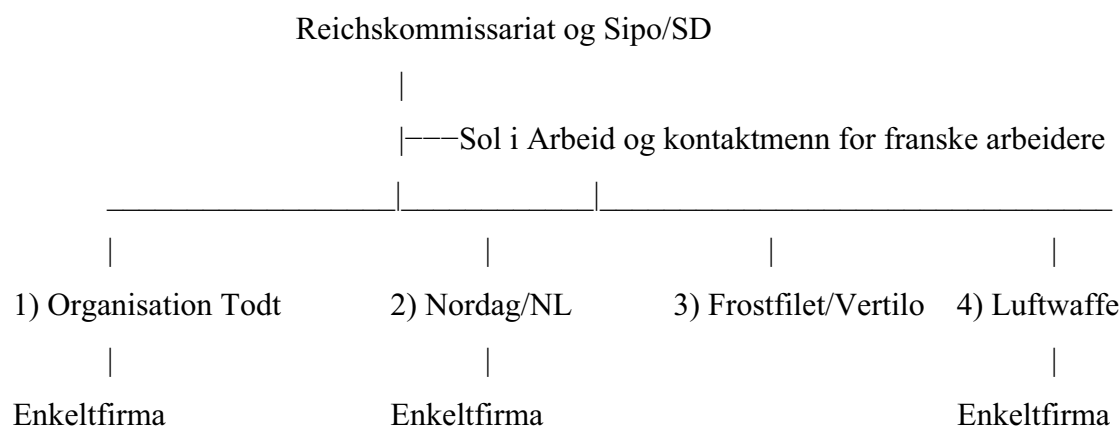 Reichskommissariat og Sipo/SD
Sol i Arbeid og kontaktmenn for franske arbeidere
1) Organisation Todt 2) Nordag/NL 3) Frostfilet/Vertilo 4) Luftwaffe
Enkeltfirma Enkeltfirma Enkeltfirma